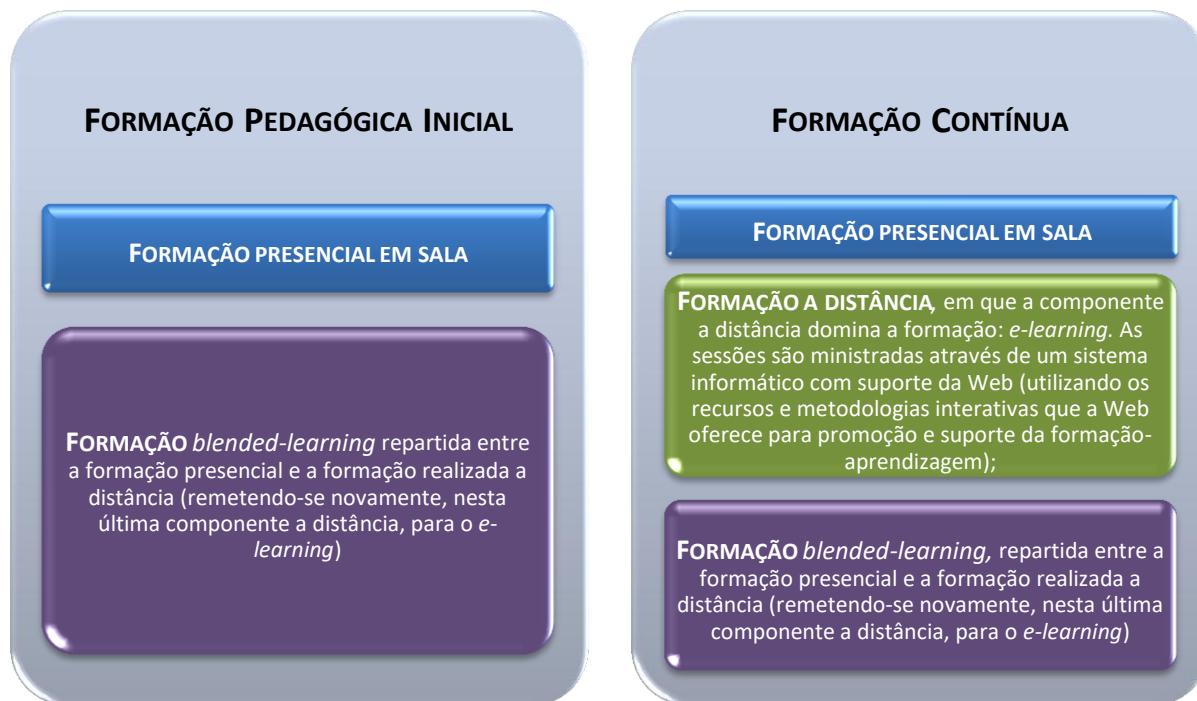 FORMAÇÃO PEDAGÓGICA INICIAL
FORMAÇÃO PRESENCIAL EM SALA
FORMAÇÃO blended-learning repartida entre
a formação presencial e a formação realizada a
distância (remetendo-se novamente, nesta
última componente a distância, para o e-
learning)
FORMAÇÃO CONTÍNUA
FORMAÇÃO PRESENCIAL EM SALA
FORMAÇÃO A DISTÂNCIA, em que a componente
a distância domina a formação: e-learning. As
sessões são ministradas através de um sistema
informático com suporte da Web (utilizando os
recursos e metodologias interativas que a Web
oferece para promoção e suporte da formação-
aprendizagem);
FORMAÇÃO blended-learning, repartida entre a
formação presencial e a formação realizada a
distância (remetendo-se novamente, nesta última
componente a distância, para o e-learning)